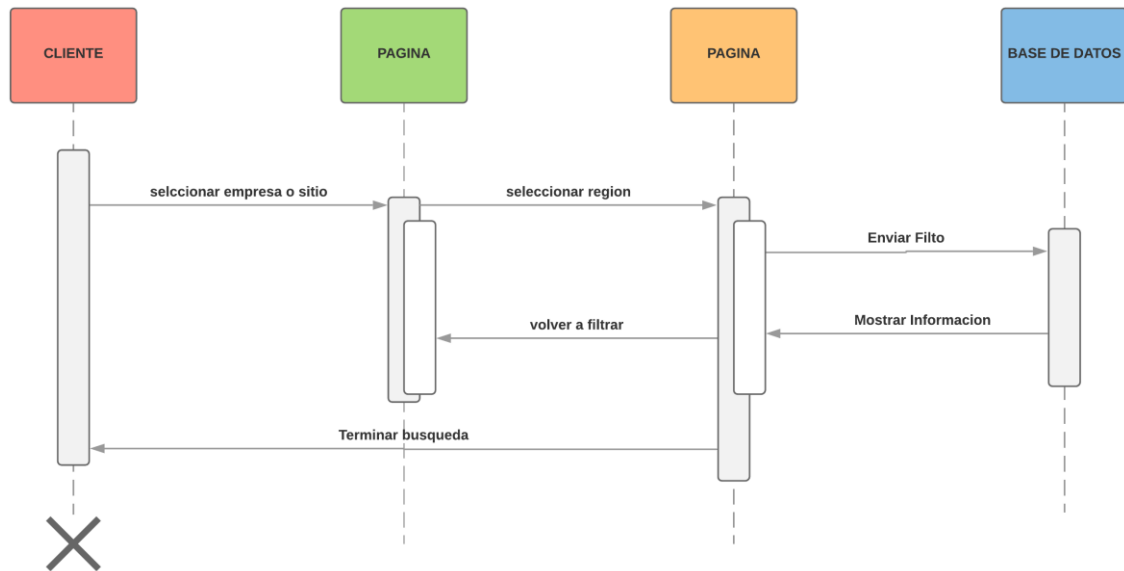 CLIENTE
PAGINA
PAGINA
BASE DE DATOS
selccionar empresa o sitio
seleccionar region
Enviar Filto
Mostrar Informacion
volver a filtrar
Terminar busqueda